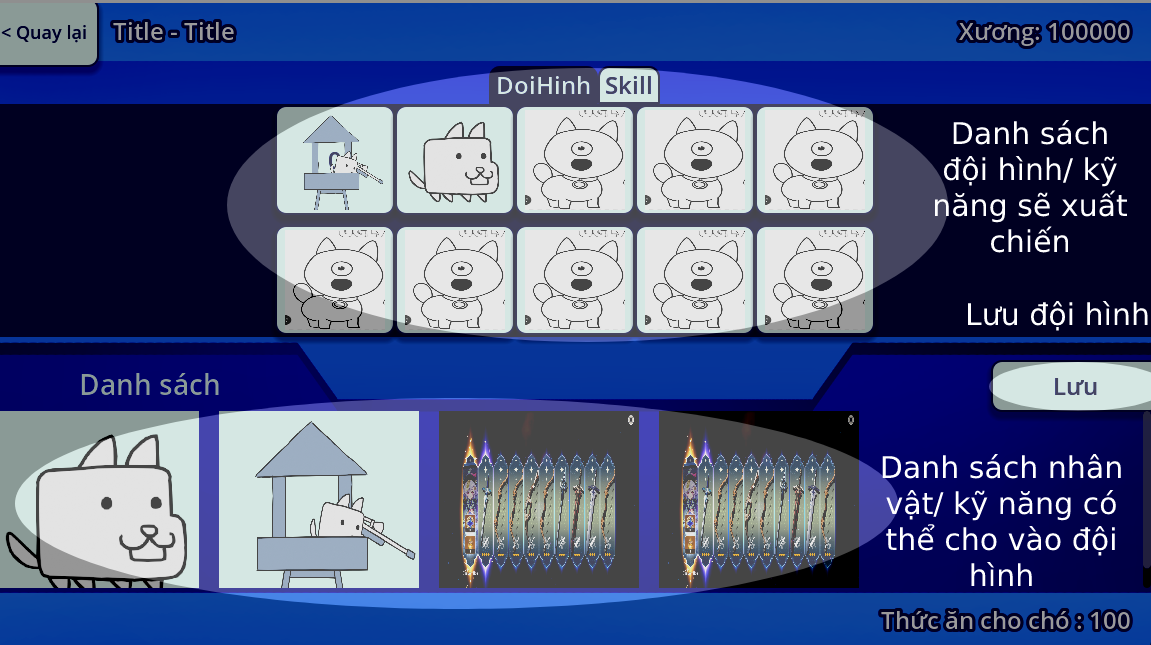 < Quay lại
Title - Title
Xương: 100000
DoiHinh
Skill
Danh sách
đội hình/ kỹ
năng sẽ xuất
chiến
Lưu đội hình
Danh sách
Lưu
Danh sách nhân
vật/ kỹ năng có
thể cho vào đội
hình
Thức ăn cho chó : 100